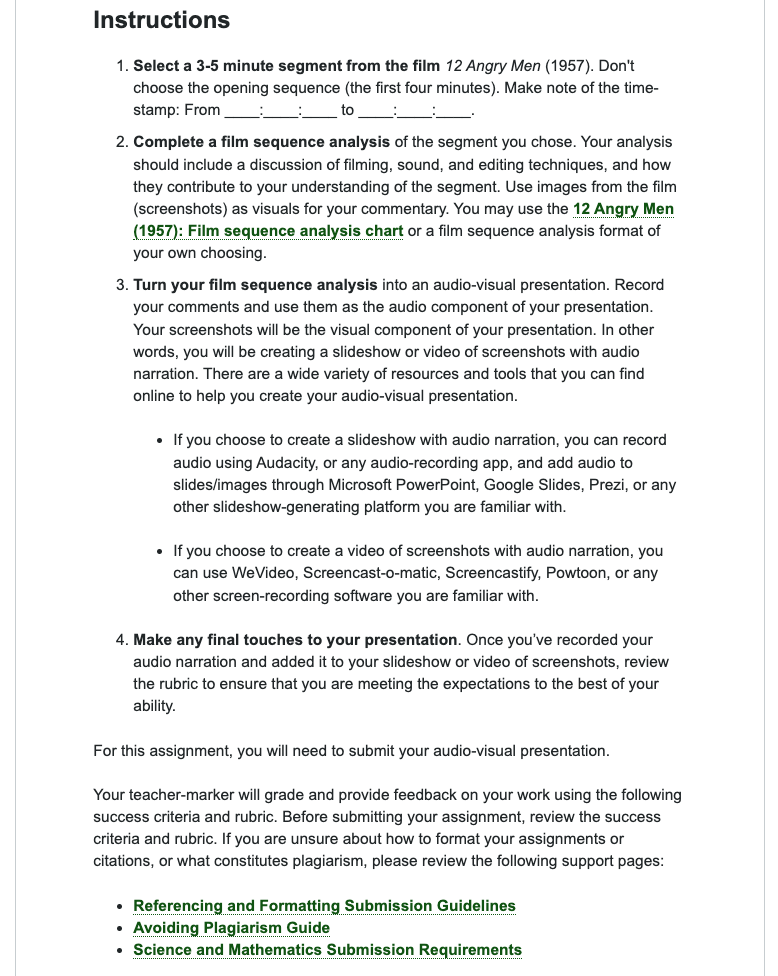 Instructions
1. Select a 3-5 minute segment from the film 12 Angry Men (1957). Don't
choose the opening sequence (the first four minutes). Make note of the time-
stamp: From ____:____:____ to ____:____:____.
2. Complete a film sequence analysis of the segment you chose. Your analysis
should include a discussion of filming, sound, and editing techniques, and how
they contribute to your understanding of the segment. Use images from the film
(screenshots) as visuals for your commentary. You may use the 12 Angry Men
(1957): Film sequence analysis chart or a film sequence analysis format of
your own choosing.
3. Turn your film sequence analysis into an audio-visual presentation. Record
your comments and use them as the audio component of your presentation.
Your screenshots will be the visual component of your presentation. In other
words, you will be creating a slideshow or video of screenshots with audio
narration. There are a wide variety of resources and tools that you can find
online to help you create your audio-visual presentation.
• If you choose to create a slideshow with audio narration, you can record
audio using Audacity, or any audio-recording app, and add audio to
slides/images through Microsoft PowerPoint, Google Slides, Prezi, or any
other slideshow-generating platform you are familiar with.
• If you choose to create a video of screenshots with audio narration, you
can use WeVideo, Screencast-o-matic, Screencastify, Powtoon, or any
other screen-recording software you are familiar with.
4. Make any final touches to your presentation. Once you’ve recorded your
audio narration and added it to your slideshow or video of screenshots, review
the rubric to ensure that you are meeting the expectations to the best of your
ability.
For this assignment, you will need to submit your audio-visual presentation.
Your teacher-marker will grade and provide feedback on your work using the following
success criteria and rubric. Before submitting your assignment, review the success
criteria and rubric. If you are unsure about how to format your assignments or
citations, or what constitutes plagiarism, please review the following support pages:
• Referencing and Formatting Submission Guidelines
• Avoiding Plagiarism Guide
• Science and Mathematics Submission Requirements